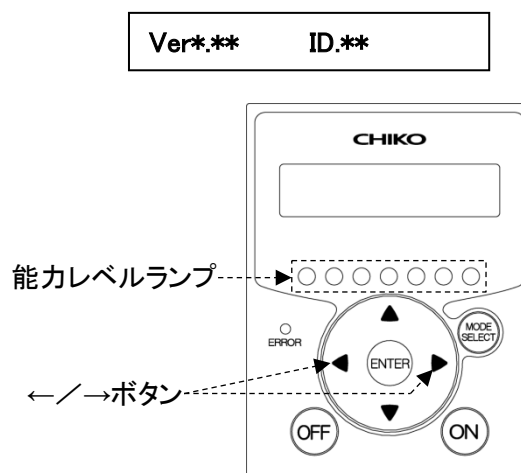 Ver*.** ID.**
CHIKO
能力レベルランプ
ERROR
MODE
SELECT
ENTER
←／→ボタン
OFF
ON